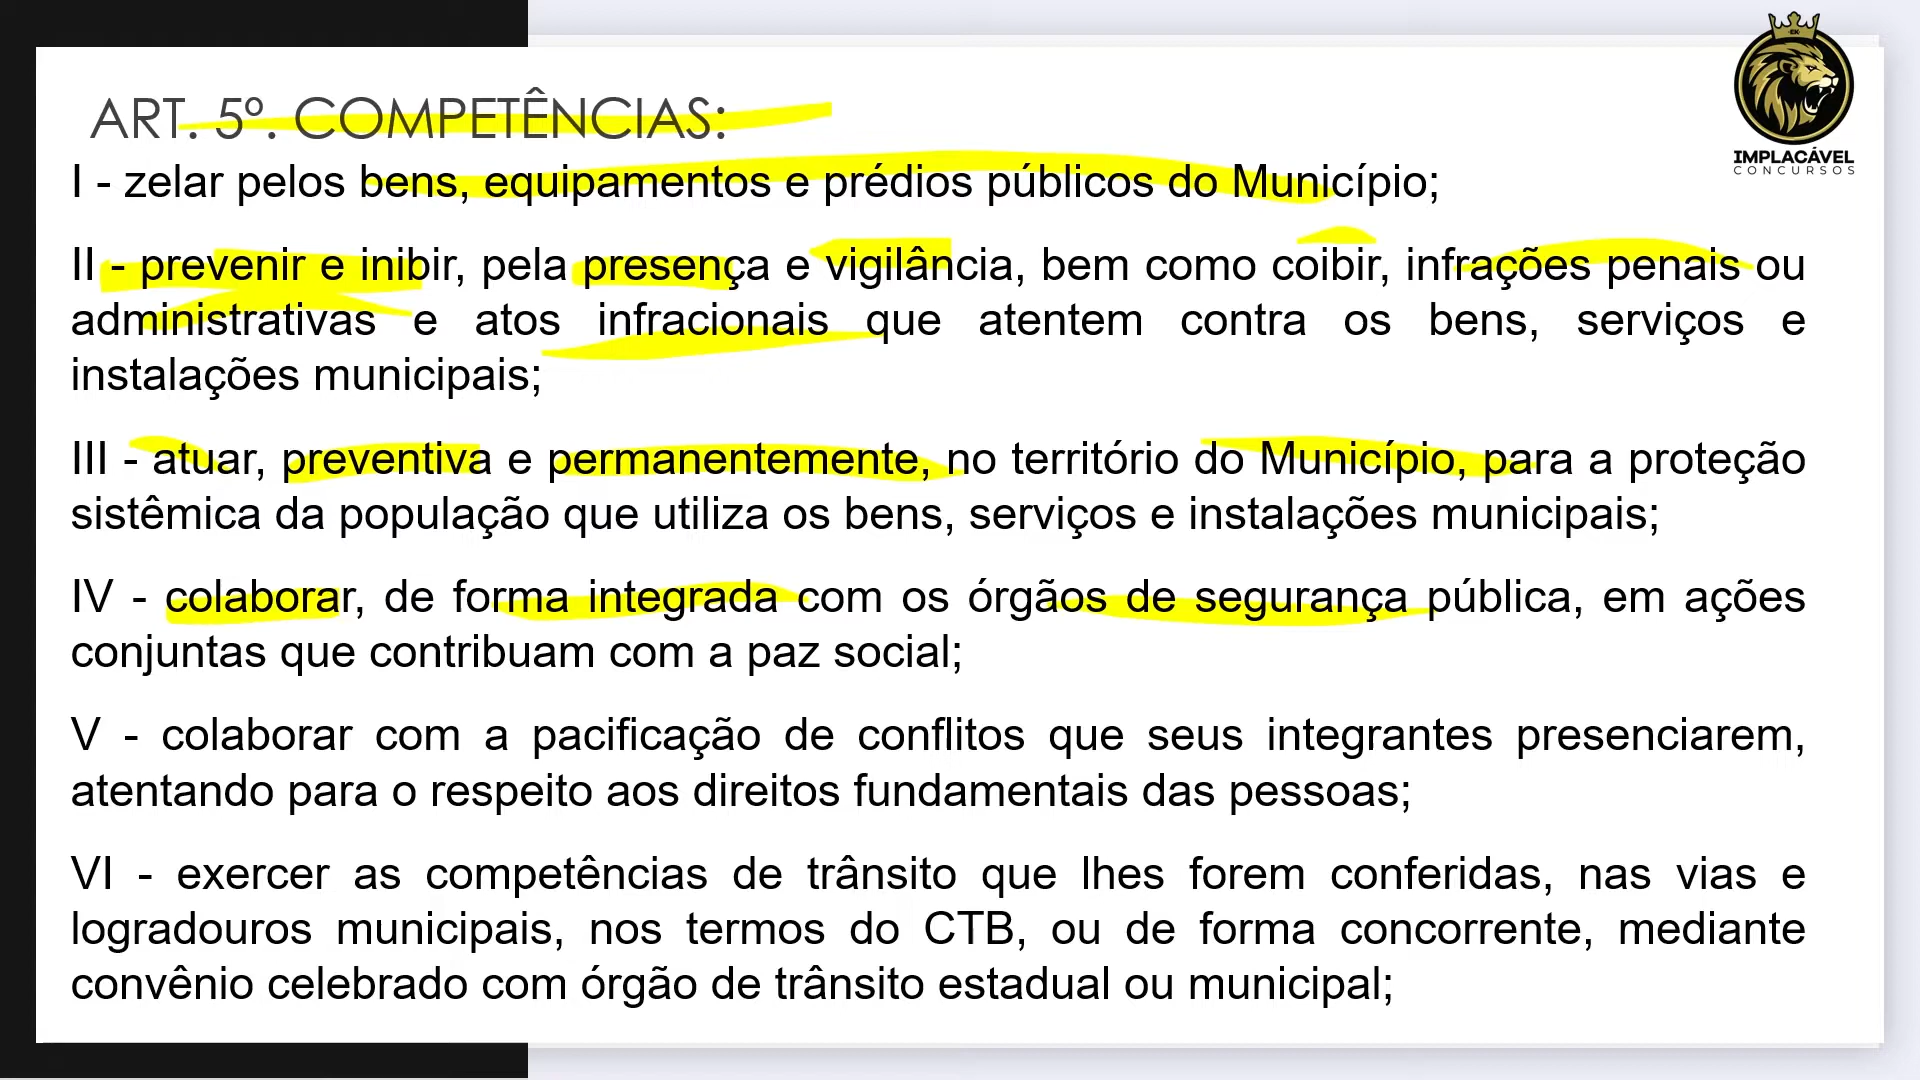 ART. 5º. COMPETÊNCIAS:
I - zelar pelos bens, equipamentos e prédios públicos do Município;
II - prevenir e inibir, pela presença e vigilância, bem como coibir, infrações penais ou
administrativas e atos infracionais que atentem contra os bens, serviços e
instalações municipais;
III - atuar, preventiva e permanentemente, no território do Município, para a proteção
sistêmica da população que utiliza os bens, serviços e instalações municipais;
IV - colaborar, de forma integrada com os órgãos de segurança pública, em ações
conjuntas que contribuam com a paz social;
V - colaborar com a pacificação de conflitos que seus integrantes presenciarem,
atentando para o respeito aos direitos fundamentais das pessoas;
VI - exercer as competências de trânsito que lhes forem conferidas, nas vias e
logradouros municipais, nos termos do CTB, ou de forma concorrente, mediante
convênio celebrado com órgão de trânsito estadual ou municipal;
IMPLACÁVEL
CONCURSOS